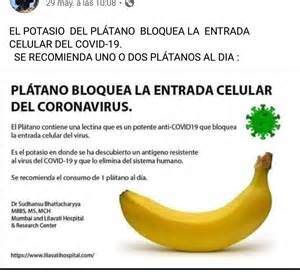 29 may. a las 10:08
EL POTASIO DEL PLÁTANO BLOQUEA LA ENTRADA
CELULAR DEL COVID-19.
SE RECOMIENDA UNO O DOS PLÁTANOS AL DIA :
PLÁTANO BLOQUEA LA ENTRADA CELULAR
DEL CORONAVIRUS.
El Plátano contiene una lectina que es un potente anti-COVID19 que bloquea
la entrada celular del virus.
Es el potasio en donde se ha descubierto un antígeno resistente
al virus del COVID-19 y que lo elimina del sistema humano.
Se recomienda el consumo de 1 plátano al día.
Dr Sudhansu Bhattacharyya
MBBS, MS, MCH
Mumbai and Lilavati Hospital
& Research Center
https://www.lilavatihospital.com/